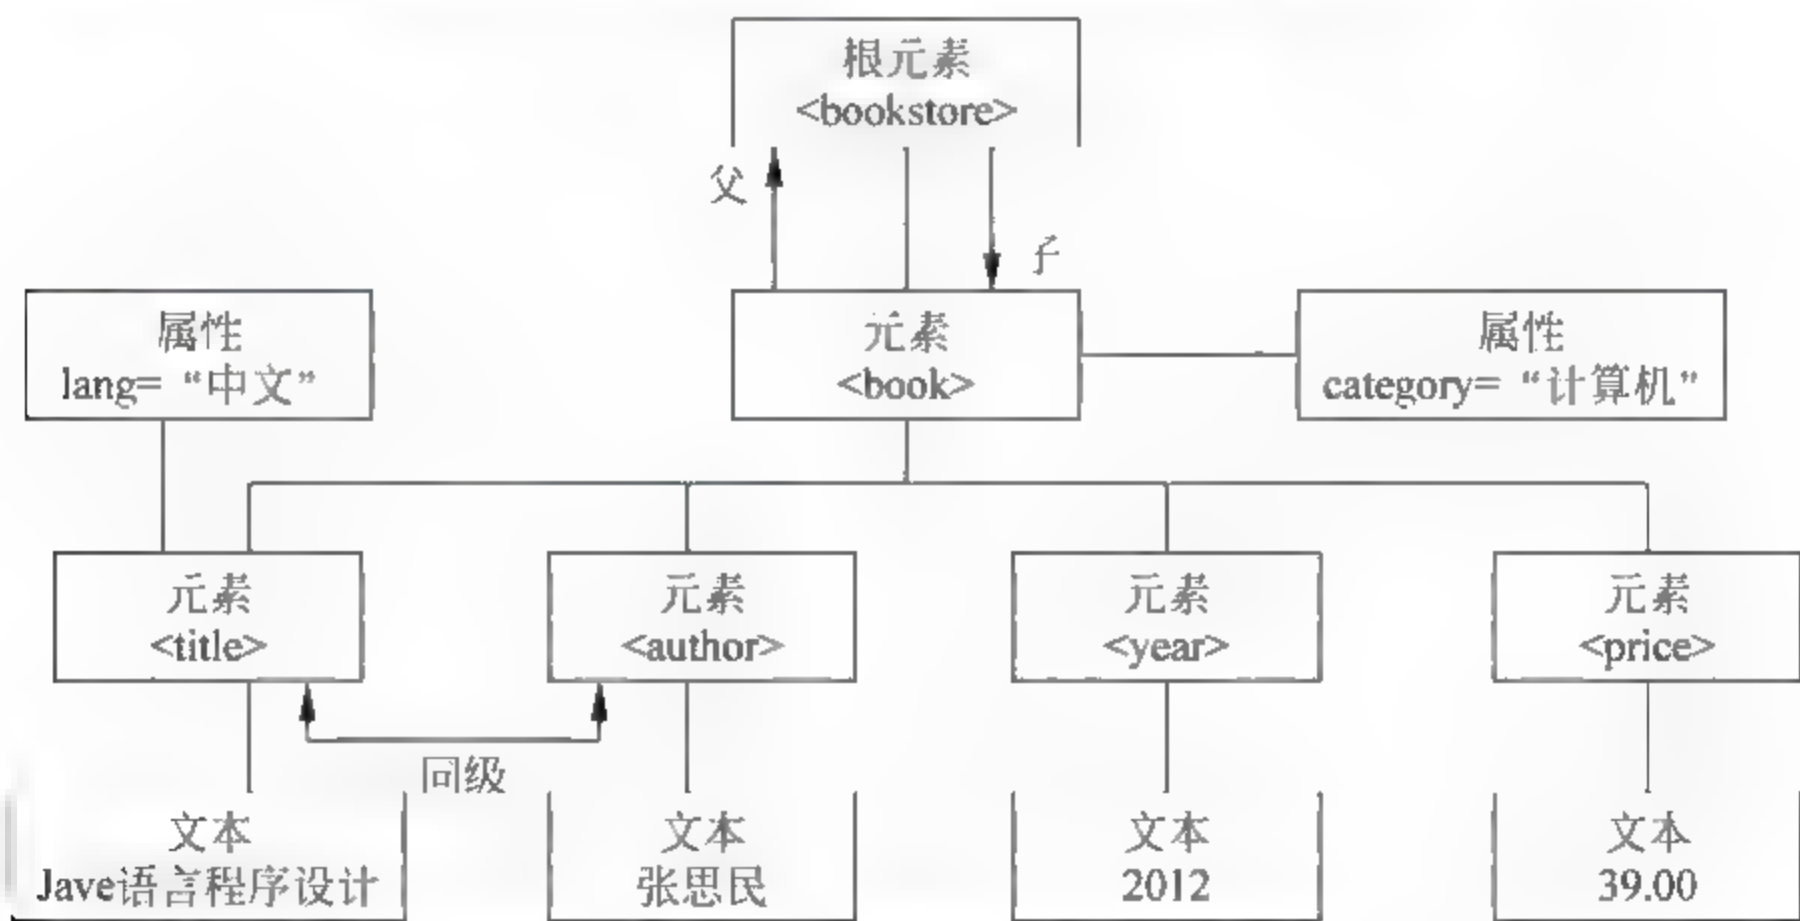 根元素
<bookstore>
父
子
属性
lang= “中文”
元素
<book>
属性
category= “计算机”
元素
<title>
元素
<author>
元素
<year>
元素
<price>
同级
文本
Jave语言程序设计
文本
张思民
文本
2012
文本
39.00